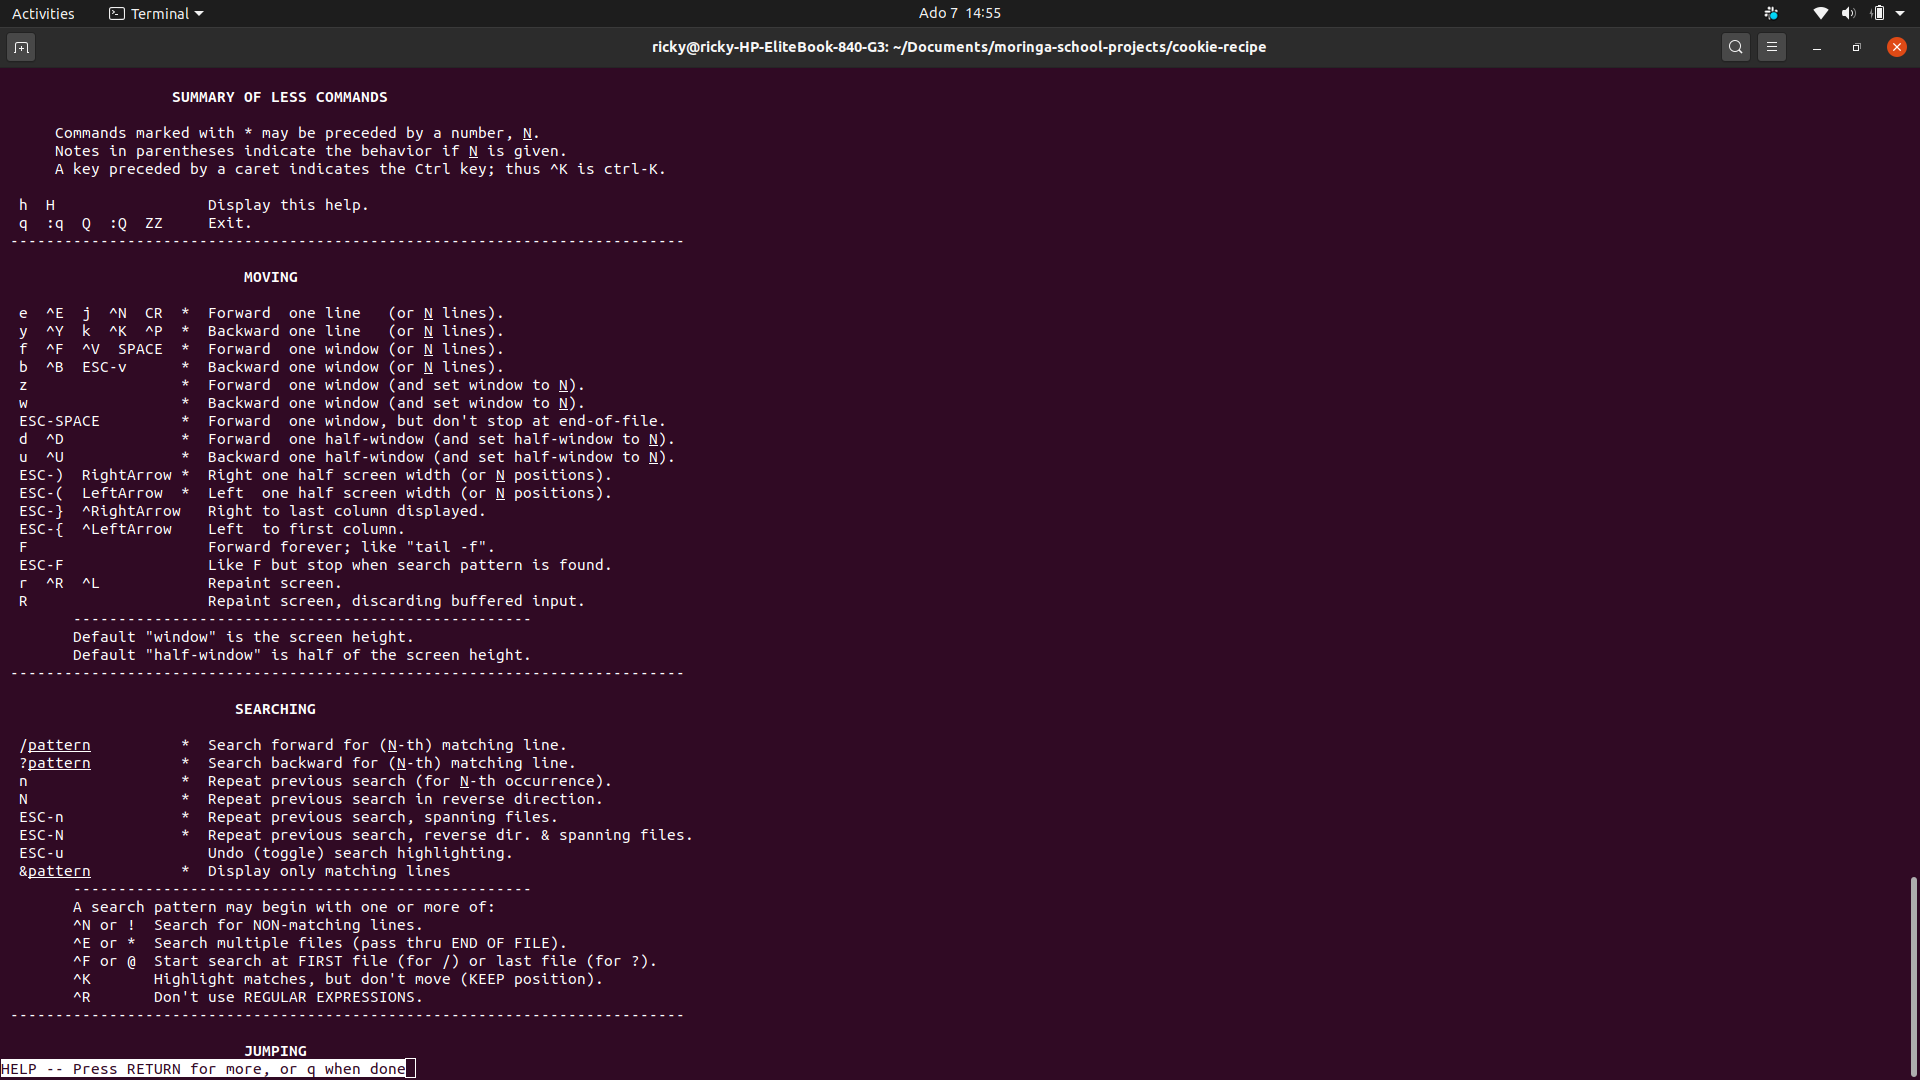 Activities Terminal Ado 7 14:55
ricky@ricky-HP-EliteBook-840-G3: ~/Documents/moringa-school-projects/cookie-recipe
SUMMARY OF LESS COMMANDS
Commands marked with * may be preceded by a number, N.
Notes in parentheses indicate the behavior if N is given.
A key preceded by a caret indicates the Ctrl key; thus ^K is ctrl-K.
h  H                 Display this help.
q  :q  Q  :Q  ZZ     Exit.
---------------------------------------------------------------------------
MOVING
e  ^E  j  ^N  CR  *  Forward  one line   (or N lines).
y  ^Y  k  ^K  ^P  *  Backward one line   (or N lines).
f  ^F  ^V  SPACE  *  Forward  one window (or N lines).
b  ^B  ESC-v      *  Backward one window (or N lines).
z                 *  Forward  one window (and set window to N).
w                 *  Backward one window (and set window to N).
ESC-SPACE         *  Forward  one window, but don't stop at end-of-file.
d  ^D             *  Forward  one half-window (and set half-window to N).
u  ^U             *  Backward one half-window (and set half-window to N).
ESC-)  RightArrow *  Right one half screen width (or N positions).
ESC-(  LeftArrow  *  Left  one half screen width (or N positions).
ESC-}  ^RightArrow   Right to last column displayed.
ESC-{  ^LeftArrow    Left  to first column.
F                    Forward forever; like "tail -f".
ESC-F                Like F but stop when search pattern is found.
r  ^R  ^L            Repaint screen.
R                    Repaint screen, discarding buffered input.
---------------------------------------------------
Default "window" is the screen height.
Default "half-window" is half of the screen height.
---------------------------------------------------------------------------
SEARCHING
/pattern          *  Search forward for (N-th) matching line.
?pattern          *  Search backward for (N-th) matching line.
n                 *  Repeat previous search (for N-th occurrence).
N                 *  Repeat previous search in reverse direction.
ESC-n             *  Repeat previous search, spanning files.
ESC-N             *  Repeat previous search, reverse dir. & spanning files.
ESC-u                Undo (toggle) search highlighting.
&pattern          *  Display only matching lines
---------------------------------------------------
A search pattern may begin with one or more of:
^N or !  Search for NON-matching lines.
^E or *  Search multiple files (pass thru END OF FILE).
^F or @  Start search at FIRST file (for /) or last file (for ?).
^K       Highlight matches, but don't move (KEEP position).
^R       Don't use REGULAR EXPRESSIONS.
---------------------------------------------------------------------------
JUMPING
HELP -- Press RETURN for more, or q when done